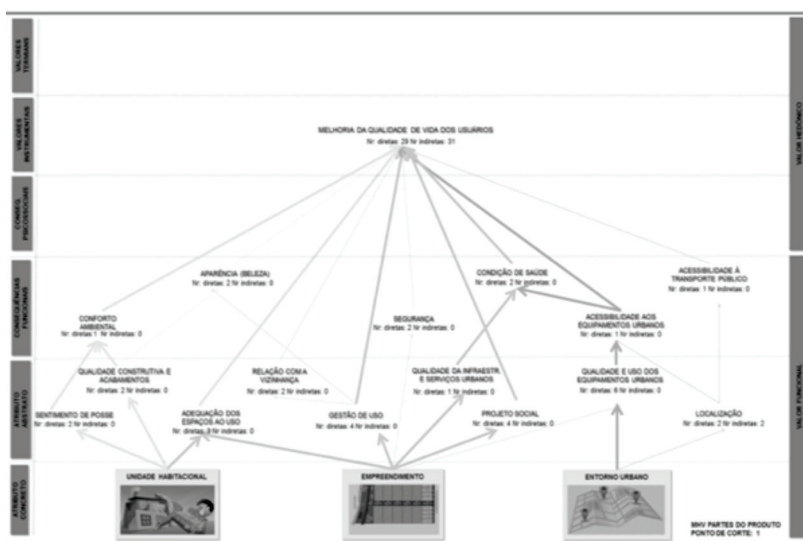 VALORES
TERMINAIS
VALORES
INSTRUMENTAIS
CONSEQ.
PSICOSSOCIAIS
CONSEQUÊNCIAS
FUNCIONAIS
ATRIBUTO
ABSTRATO
ATRIBUTO
CONCRETO
VALOR HEDÔNICO
VALOR FUNCIONAL
MELHORIA DA QUALIDADE DE VIDA DOS USUÁRIOS
Nr: diretas: 29 Nr indiretas: 31
APARÊNCIA (BELEZA)
Nr: diretas: 2 Nr indiretas: 0
CONDIÇÃO DE SAÚDE
Nr: diretas: 2 Nr indiretas: 0
ACESSIBILIDADE À
TRANSPORTE PÚBLICO
Nr: diretas: 1 Nr indiretas: 0
CONFORTO
AMBIENTAL
Nr: diretas: 1 Nr indiretas: 0
SEGURANÇA
Nr: diretas: 2 Nr indiretas: 0
ACESSIBILIDADE AOS
EQUIPAMENTOS URBANOS
Nr: diretas: 1 Nr indiretas: 0
QUALIDADE CONSTRUTIVA E
ACABAMENTOS
Nr: diretas: 2 Nr indiretas: 0
RELAÇÃO COM A
VIZINHANÇA
Nr: diretas: 2 Nr indiretas: 0
QUALIDADE DA INFRAESTR.
E SERVIÇOS URBANOS
Nr: diretas: 1 Nr indiretas: 0
QUALIDADE E USO DOS
EQUIPAMENTOS URBANOS
Nr: diretas: 6 Nr indiretas: 0
SENTIMENTO DE POSSE
Nr: diretas: 2 Nr indiretas: 0
ADEQUAÇÃO DOS
ESPAÇOS AO USO
Nr: diretas: Nr indiretas: 0
GESTÃO DE USO
Nr: diretas: 4 Nr indiretas: 0
PROJETO SOCIAL
Nr: diretas: 4 Nr indiretas: 0
LOCALIZAÇÃO
Nr: diretas: 2 Nr indiretas: 2
UNIDADE HABITACIONAL
EMPREENDIMENTO
ENTORNO URBANO
MHV PARTES DO PRODUTO
PONTO DE CORTE: 1